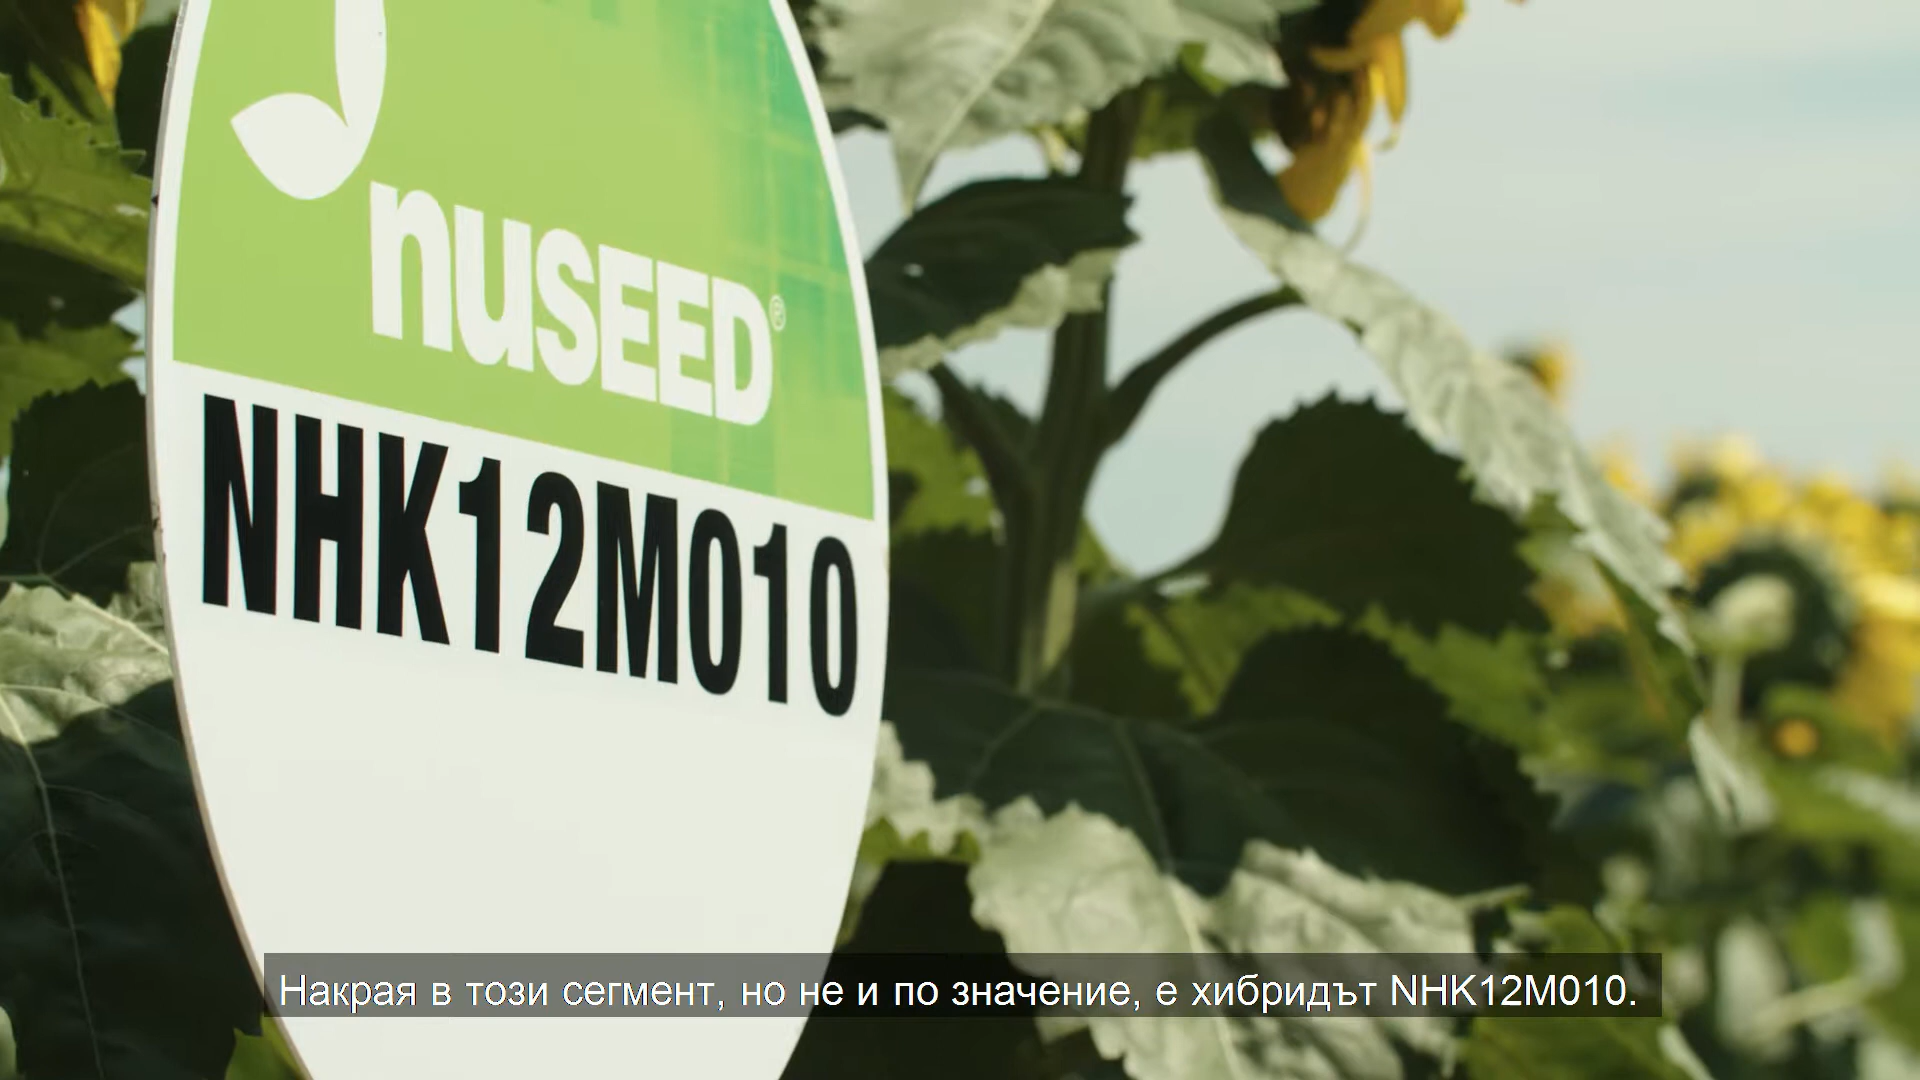 nuSEED®
NHK12M010
Накрая в този сегмент, но не и по значение, е хибридът NHK12M010.